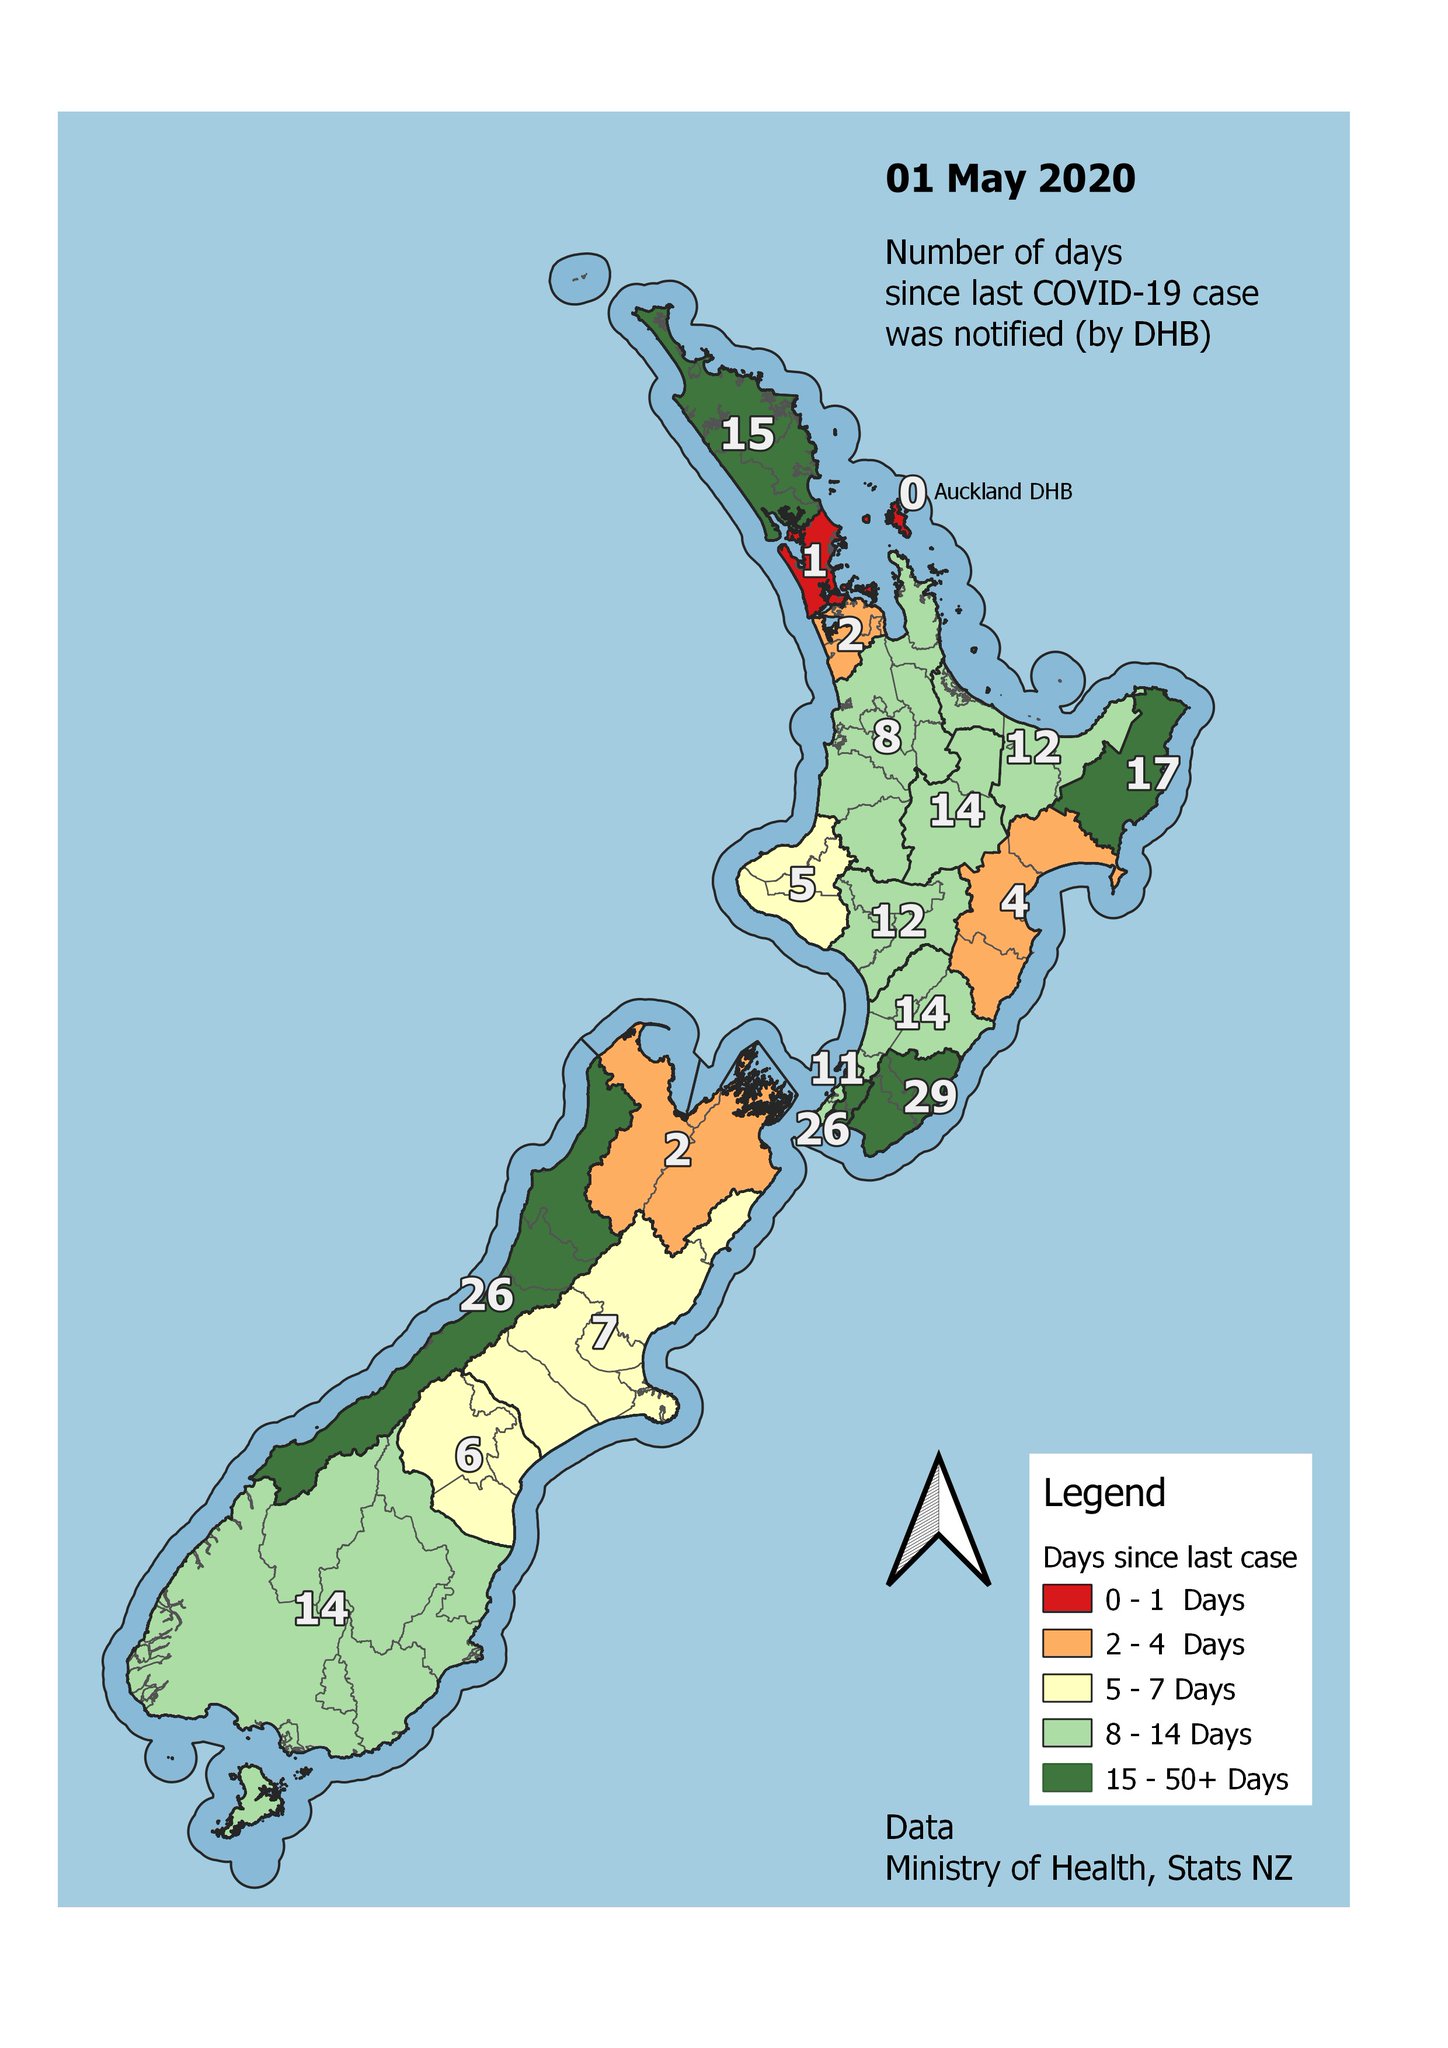 01 May 2020
Number of days
since last COVID-19 case
was notified (by DHB)
15
0 Auckland DHB
1
2
8
12
17
14
5
4
12
14
11
29
26
2
26
7
6
14
Legend
Days since last case
0 - 1 Days
2 - 4 Days
5 - 7 Days
8 - 14 Days
15 - 50+ Days
Data
Ministry of Health, Stats NZ